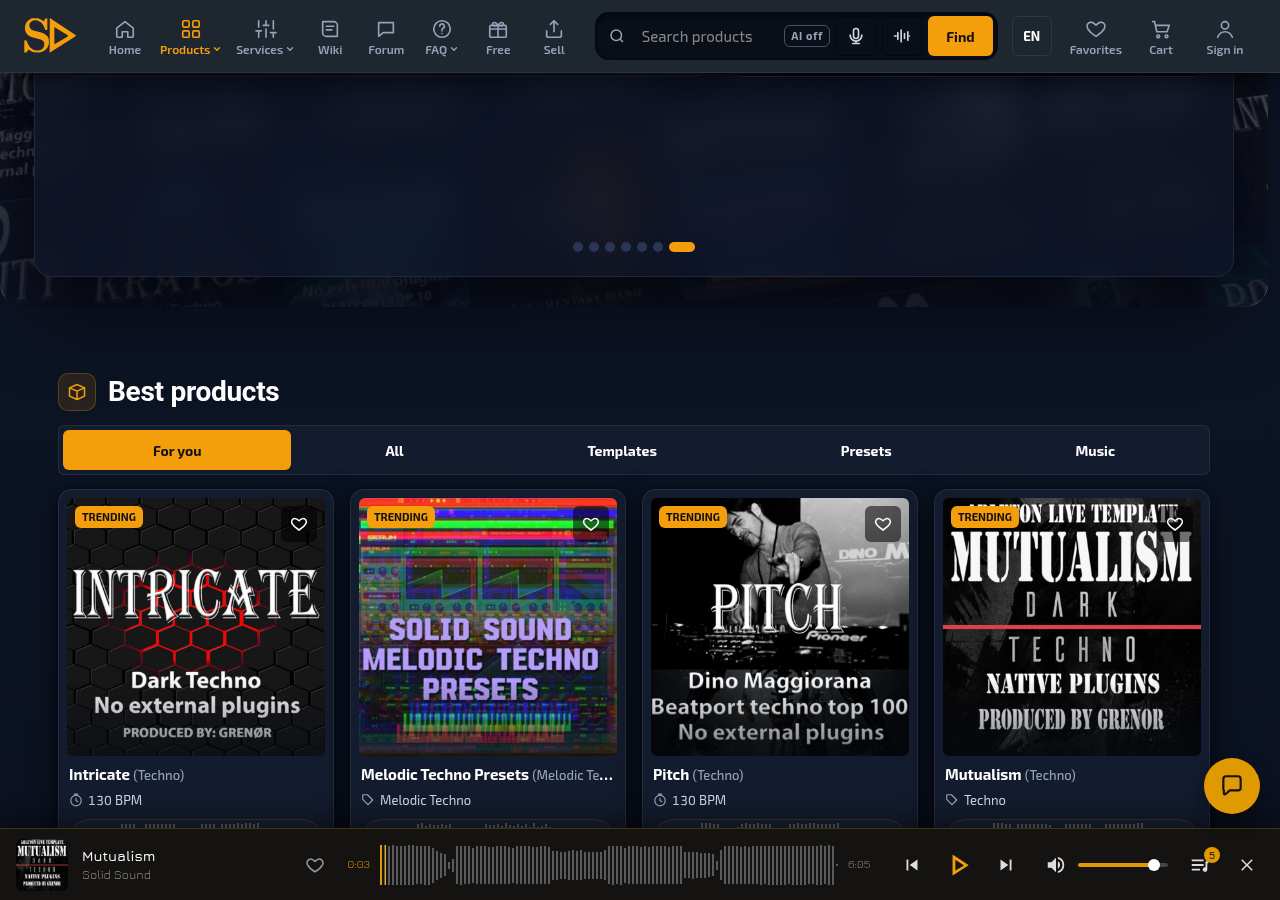 Home
Products
Services
Wiki
Forum
FAQ
Free
Sell
Search products
AI off
Find
EN
Favorites
Cart
Sign in
Best products
For you
All
Templates
Presets
Music
TRENDING
INTRICATE
Dark Techno
No external plugins
PRODUCED BY: GRENØR
Intricate (Techno)
130 BPM
TRENDING
SOLID SOUND
MELODIC TECHNO
PRESETS
Melodic Techno Presets (Melodic Te...
Melodic Techno
TRENDING
PITCH
Pioneer
Dino Maggiorana
Beatport techno top 100
No external plugins
Pitch (Techno)
130 BPM
TRENDING
LIVE TEMPLATE
MUTUALISM
DARK
TECHNO
NATIVE PLUGINS
PRODUCED BY GRENOR
Mutualism (Techno)
Techno
Mutualism
Solid Sound
0:03
6:05
5